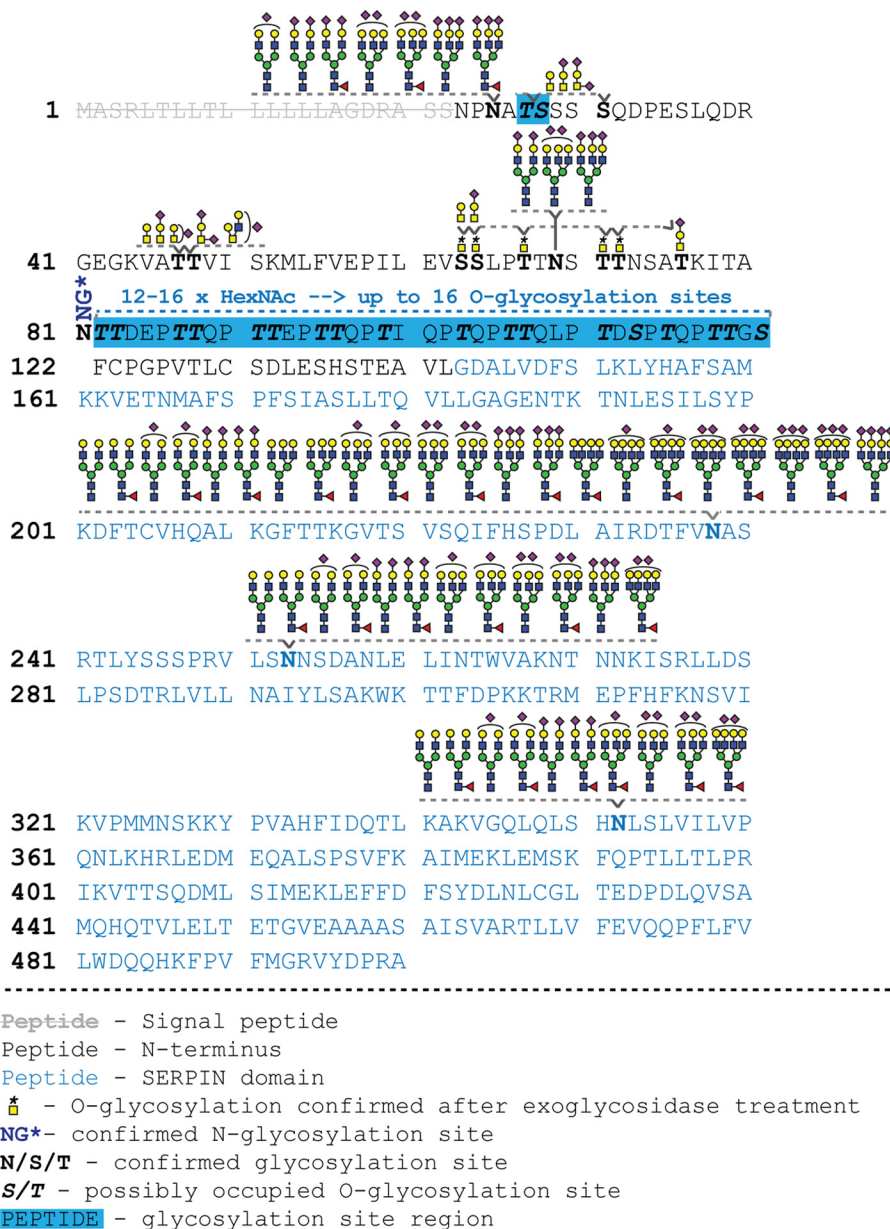 1 MASRLTLLTL LLLLLAGDRA SSNPNATSSS SQDPESLQDR
41 GEGKVATTVI SKMLFVEPIL EVSSLPTTNS TTNSATKITA
NG*
12-16 x HexNAc --> up to 16 O-glycosylation sites
81 NTTDEPTTQP TTEPTTQPTI QPTQPTTQLP TDSPTQPTTGS
122 FCPGPVTLC SDLESHSTEA VLGDALVDFS LKLYHAFSAM
161 KKVETNMAFS PFSIASLLTQ VLLGAGENTK TNLESILSYP
201 KDFTCVHQAL KGFTTKGVTS VSQIFHSPDL AIRDTFVNAS
241 RTLYSSSPRV LSNNSDANLE LINTWVAKNT NNKISRLLDS
281 LPSDTRLVLL NAIYLSAKWK TTFDPKKTRM EPFHFKNSVI
321 KVPMMNSKKY PVAHFIDQTL KAKVGQLQLS HNLSLVILVP
361 QNLKHRLEDM EQALSPSVFK AIMEKLEMSK FQPTLLTLPR
401 IKVTTSQDML SIMEKLEFFD FSYDLNLCGL TEDPDLQVSA
441 MQHQTVLELT ETGVEAAAAS AISVARTLLV FEVQQPFLFV
481 LWDQQHKFPV FMGRVYDPRA
Peptide - Signal peptide
Peptide - N-terminus
Peptide - SERPIN domain
* - O-glycosylation confirmed after exoglycosidase treatment
NG*- confirmed N-glycosylation site
N/S/T - confirmed glycosylation site
S/T - possibly occupied O-glycosylation site
PEPTIDE - glycosylation site region